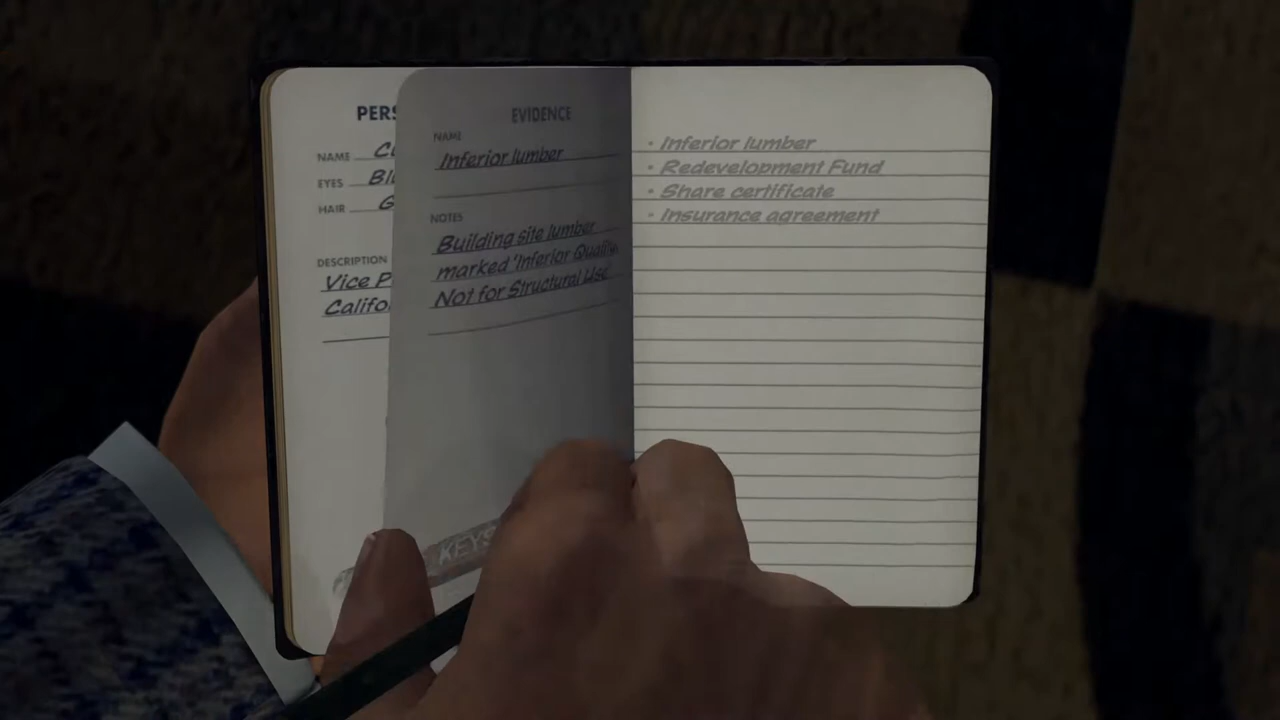 PERS
NAME
EYES
HAIR
DESCRIPTION
Vice P
Califo
EVIDENCE
NAME
Inferior lumber
NOTES
Building site lumber
marked 'Inferior
Not for Structural Use
KEYS
· Inferior lumber
· Redevelopment Fund
· Share certificate
· Insurance agreement